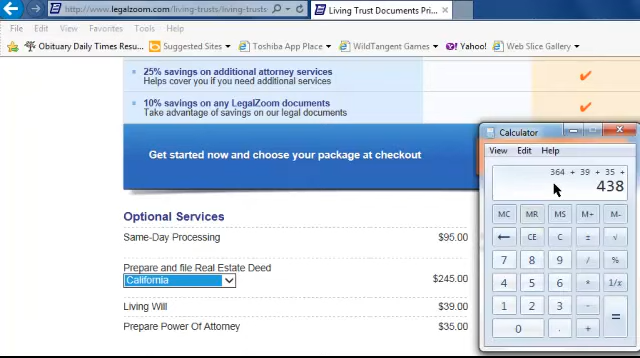 http://www.legalzoom.com/living-trusts/living-trusts
Living Trust Documents Pri...
File Edit View Favorites Tools Help
Obituary Daily Times Resu... Suggested Sites Toshiba App Place WildTangent Games Yahoo! Web Slice Gallery
25% savings on additional attorney services
Helps cover you if you need additional services
10% savings on any LegalZoom documents
Take advantage of savings on our legal documents
Get started now and choose your package at checkout
Optional Services
Same-Day Processing $95.00
Prepare and file Real Estate Deed
California $245.00
Living Will $39.00
Prepare Power Of Attorney $35.00
Calculator
View Edit Help
364 + 39 + 35 +
438
MC MR MS M+ M-
← CE C ± √
7 8 9 / %
4 5 6 * 1/x
1 2 3 -
=
0 . +